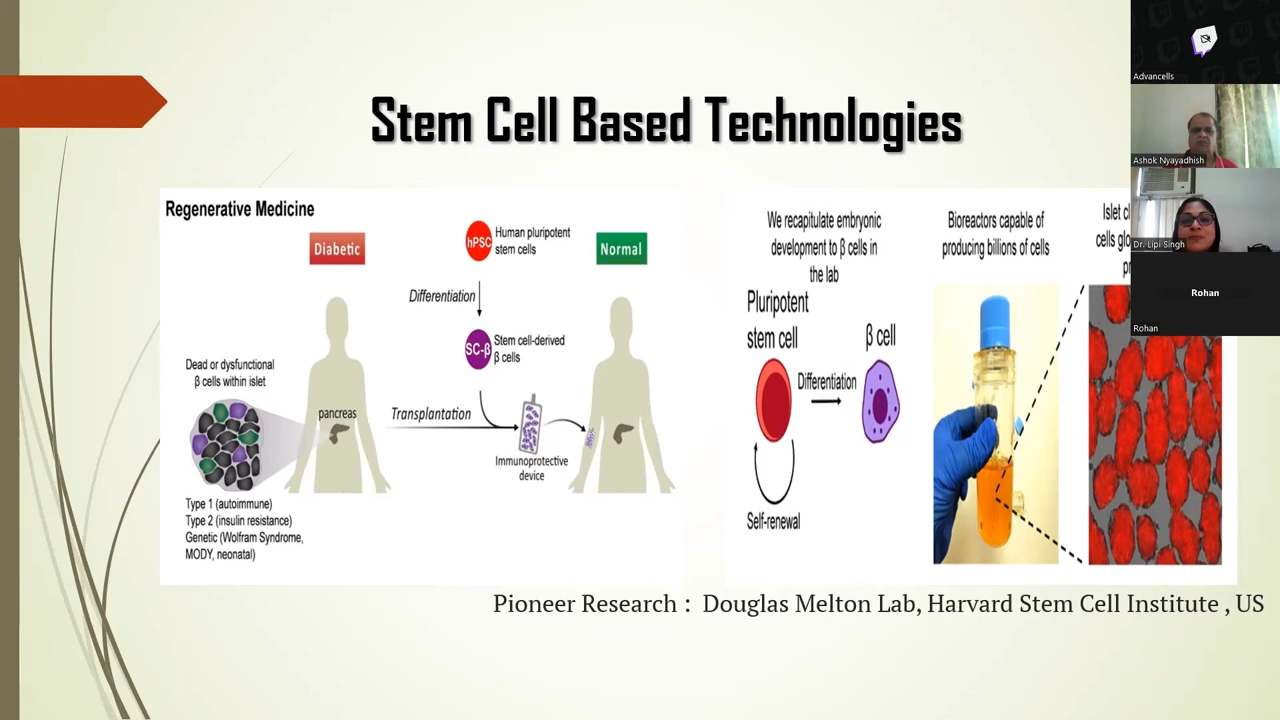 Stem Cell Based Technologies
Regenerative Medicine
Diabetic
hPSC
Human pluripotent
stem cells
Normal
Differentiation
SC-β
Stem cell-derived
β cells
Dead or dysfunctional
β cells within islet
pancreas
Transplantation
Immunoprotective
device
Type 1 (autoimmune)
Type 2 (insulin resistance)
Genetic (Wolfram Syndrome,
MODY, neonatal)
We recapitulate embryonic
development to β cells in
the lab
Pluripotent
stem cell
β cell
Differentiation
Self-renewal
Bioreactors capable of
producing billions of cells
Islet
cells
Pioneer Research : Douglas Melton Lab, Harvard Stem Cell Institute , US
Advancells
Ashok Nyayadhish
Dr. Lipi Singh
Rohan
Rohan